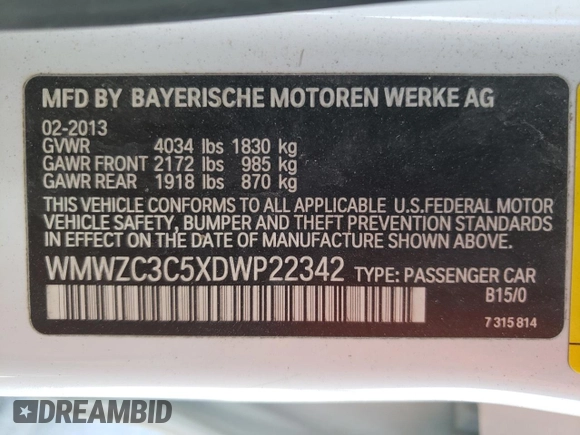 MFD BY BAYERISCHE MOTOREN WERKE AG
02-2013
GVWR 4034 lbs 1830 kg
GAWR FRONT 2172 lbs 985 kg
GAWR REAR 1918 lbs 870 kg
THIS VEHICLE CONFORMS TO ALL APPLICABLE U.S.FEDERAL MOTOR
VEHICLE SAFETY, BUMPER AND THEFT PREVENTION STANDARDS
IN EFFECT ON THE DATE OF MANUFACTURE SHOWN ABOVE.
WMWZC3C5XDWP22342 TYPE: PASSENGER CAR
B15/0
7 315 814
DREAMBID